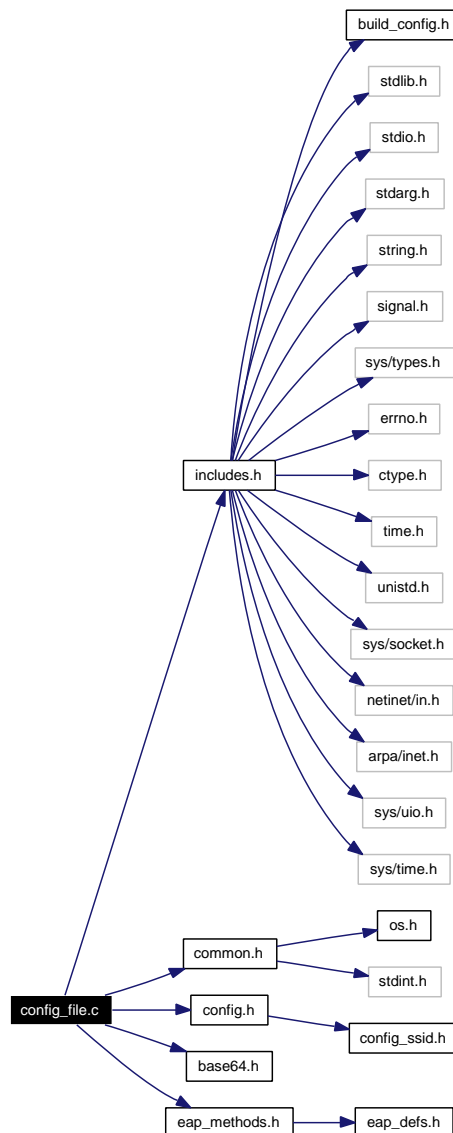 build_config.h
stdlib.h
stdio.h
stdarg.h
string.h
signal.h
sys/types.h
errno.h
includes.h
ctype.h
time.h
unistd.h
sys/socket.h
netinet/in.h
arpa/inet.h
sys/uio.h
sys/time.h
os.h
common.h
stdint.h
config_file.c
config.h
config_ssid.h
base64.h
eap_methods.h
eap_defs.h